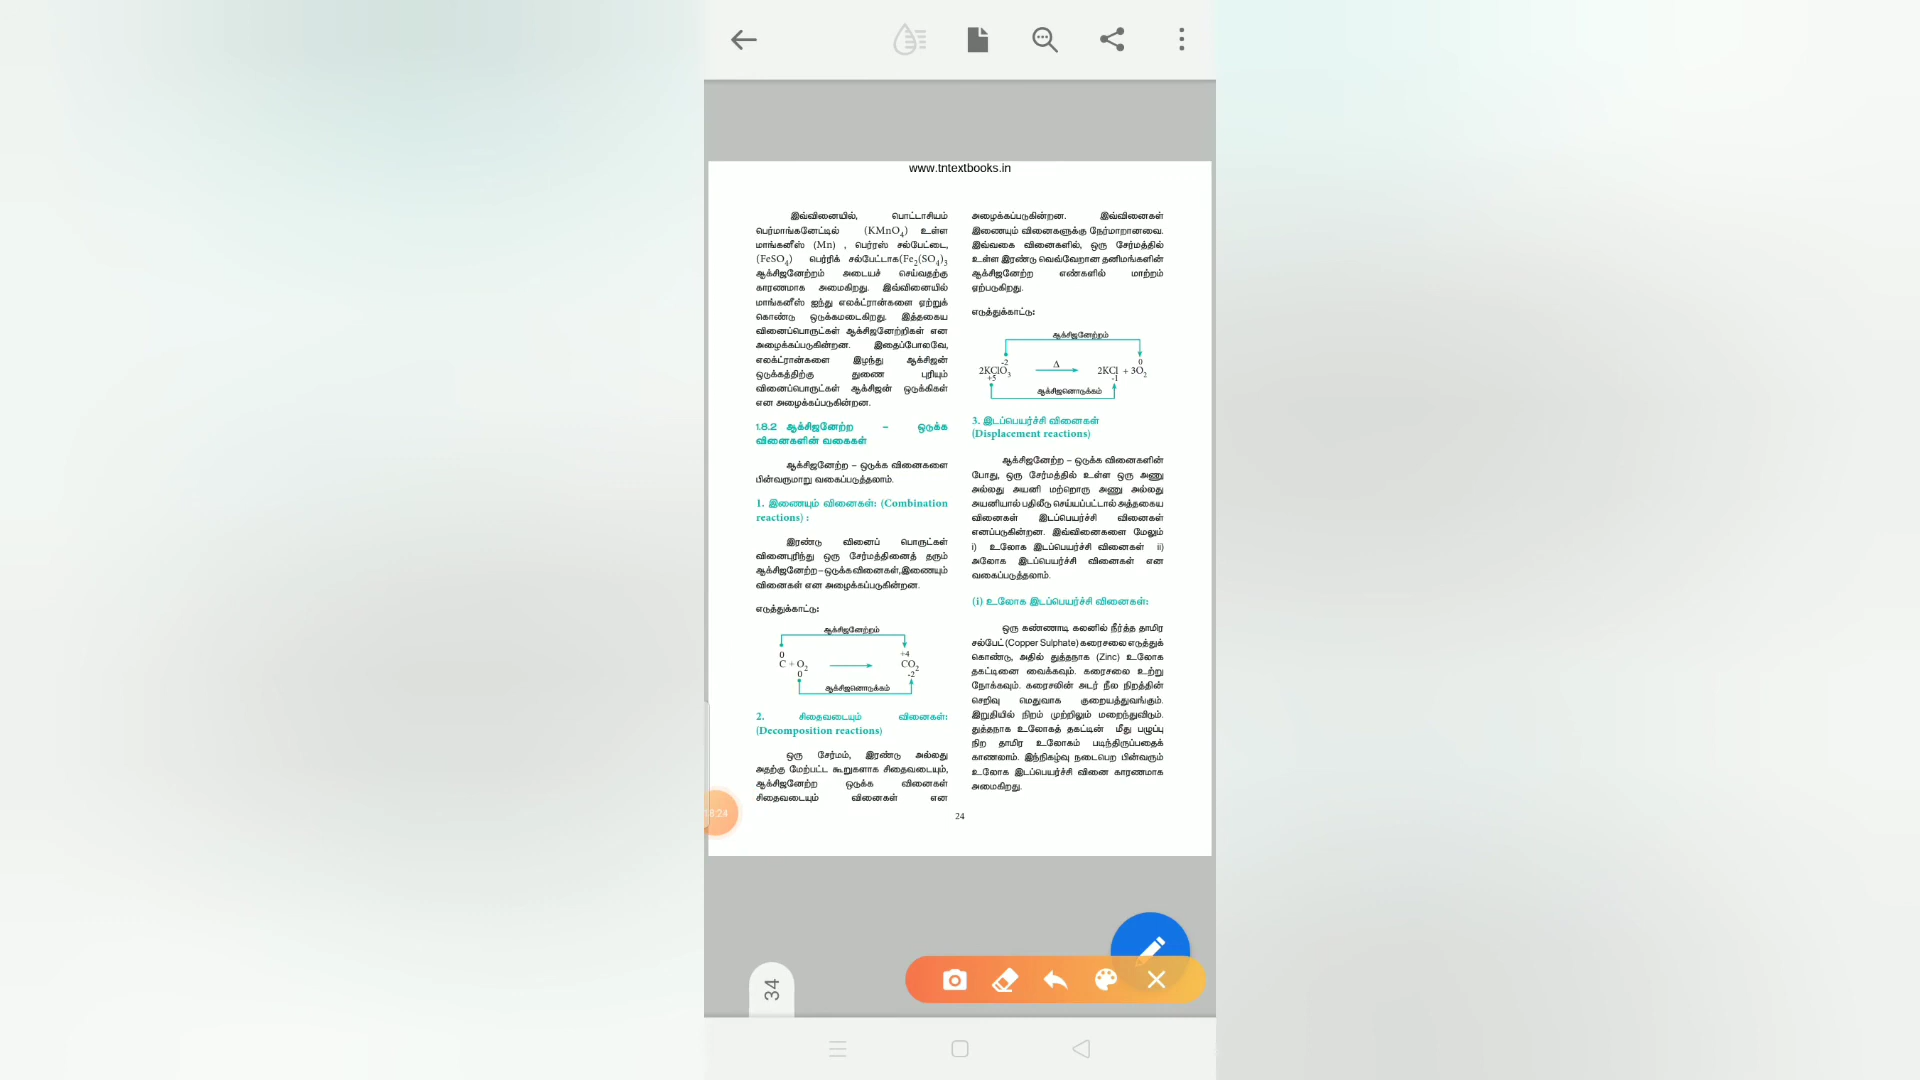 www.tntextbooks.in
இவ்வினையில், பொட்டாசியம்
பெர்மாங்கனேட்டில் (KMnO4) உள்ள
மாங்கனீஸ் (Mn) , பெர்ரஸ் சல்பேட்டை,
(FeSO4) பெர்ரிக் சல்பேட்டாக(Fe2(SO4)3
ஆக்சிஜனேற்றம் அடையச் செய்வதற்கு
காரணமாக அமைகிறது. இவ்வினையில்
மாங்கனீஸ் ஐந்து எலக்ட்ரான்களை ஏற்றுக்
கொண்டு ஒடுக்கமடைகிறது. இத்தகைய
வினைப்பொருட்கள் ஆக்சிஜனேற்றிகள் என
அழைக்கப்படுகின்றன. இதைப்போலவே,
எலக்ட்ரான்களை இழந்து ஆக்சிஜன்
ஒடுக்கத்திற்கு துணை புரியும்
வினைப்பொருட்கள் ஆக்சிஜன் ஒடுக்கிகள்
என அழைக்கப்படுகின்றன.
1.8.2 ஆக்சிஜனேற்ற – ஒடுக்க
வினைகளின் வகைகள்
ஆக்சிஜனேற்ற – ஒடுக்க வினைகளை
பின்வருமாறு வகைப்படுத்தலாம்.
1. இணையும் வினைகள்: (Combination
reactions) :
இரண்டு வினைப் பொருட்கள்
வினைபுரிந்து ஒரு சேர்மத்தினைத் தரும்
ஆக்சிஜனேற்ற – ஒடுக்க வினைகள், இணையும்
வினைகள் என அழைக்கப்படுகின்றன.
எடுத்துக்காட்டு:
ஆக்சிஜனேற்றம்
0 +4
C + O2 CO2
0 -2
ஆக்சிஜனொடுக்கம்
2. சிதைவடையும் வினைகள்:
(Decomposition reactions)
ஒரு சேர்மம், இரண்டு அல்லது
அதற்கு மேற்பட்ட கூறுகளாக சிதைவடையும்,
ஆக்சிஜனேற்ற ஒடுக்க வினைகள்
சிதைவடையும் வினைகள் என
அழைக்கப்படுகின்றன. இவ்வினைகள்
இணையும் வினைகளுக்கு நேர்மாறானவை.
இவ்வகை வினைகளில், ஒரு சேர்மத்தில்
உள்ள இரண்டு வெவ்வேறான தனிமங்களின்
ஆக்சிஜனேற்ற எண்களில் மாற்றம்
ஏற்படுகிறது.
எடுத்துக்காட்டு:
ஆக்சிஜனேற்றம்
-2 Δ 0
2KClO3 2KCl + 3O2
+5 -1
ஆக்சிஜனொடுக்கம்
3. இடப்பெயர்ச்சி வினைகள்
(Displacement reactions)
ஆக்சிஜனேற்ற – ஒடுக்க வினைகளின்
போது, ஒரு சேர்மத்தில் உள்ள ஒரு அணு
அல்லது அயனி மற்றொரு அணு அல்லது
அயனியால் பதிலீடு செய்யப்பட்டால் அத்தகைய
வினைகள் இடப்பெயர்ச்சி வினைகள்
எனப்படுகின்றன. இவ்வினைகளை மேலும்
i) உலோக இடப்பெயர்ச்சி வினைகள் ii)
அலோக இடப்பெயர்ச்சி வினைகள் என
வகைப்படுத்தலாம்.
(i) உலோக இடப்பெயர்ச்சி வினைகள்:
ஒரு கண்ணாடி கலனில் நீர்த்த தாமிர
சல்பேட் (Copper Sulphate) கரைசலை எடுத்துக்
கொண்டு, அதில் துத்தநாக (Zinc) உலோக
தகட்டினை வைக்கவும். கரைசலை உற்று
நோக்கவும். கரைசலின் அடர் நீல நிறத்தின்
செறிவு மெதுவாக குறையத்துவங்கும்.
இறுதியில் நிறம் முற்றிலும் மறைந்துவிடும்.
துத்தநாக உலோகத் தகட்டின் மீது பழுப்பு
நிற தாமிர உலோகம் படிந்திருப்பதைக்
காணலாம். இந்நிகழ்வு நடைபெற பின்வரும்
உலோக இடப்பெயர்ச்சி வினை காரணமாக
அமைகிறது.
24
34